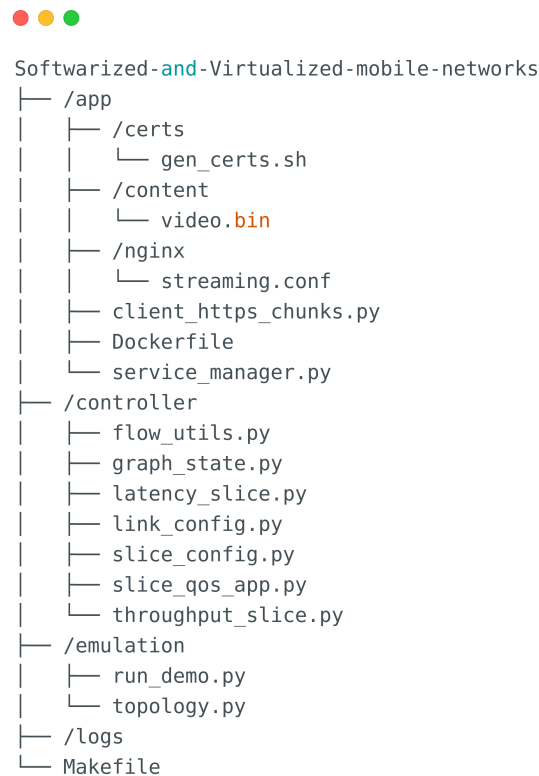 Softwarized-and-Virtualized-mobile-networks
├── /app
│   ├── /certs
│   │   └── gen_certs.sh
│   ├── /content
│   │   └── video.bin
│   ├── /nginx
│   │   └── streaming.conf
│   ├── client_https_chunks.py
│   ├── Dockerfile
│   └── service_manager.py
├── /controller
│   ├── flow_utils.py
│   ├── graph_state.py
│   ├── latency_slice.py
│   ├── link_config.py
│   ├── slice_config.py
│   ├── slice_qos_app.py
│   └── throughput_slice.py
├── /emulation
│   ├── run_demo.py
│   └── topology.py
├── /logs
└── Makefile